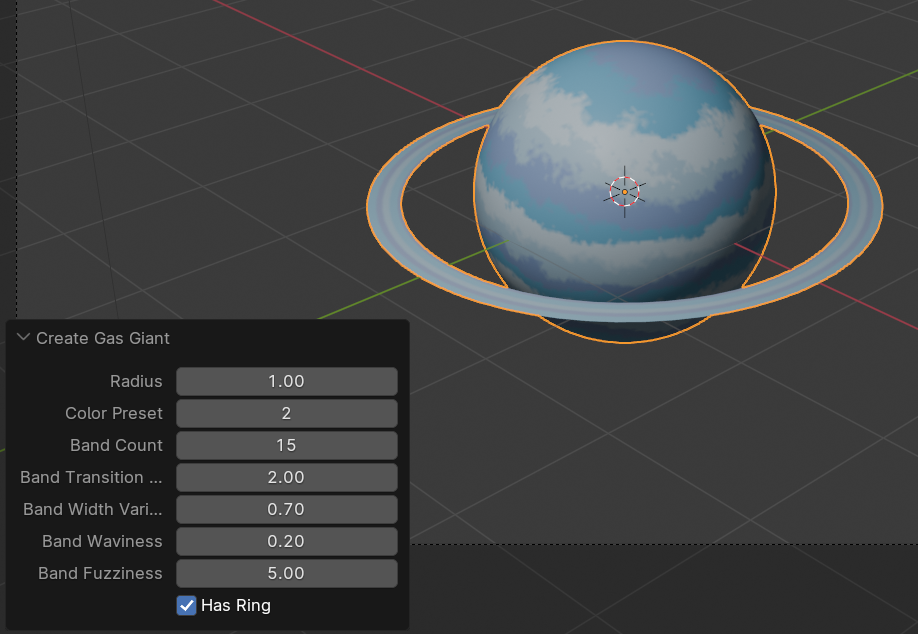 Create Gas Giant
Radius 1.00
Color Preset 2
Band Count 15
Band Transition ... 2.00
Band Width Vari... 0.70
Band Waviness 0.20
Band Fuzziness 5.00
Has Ring